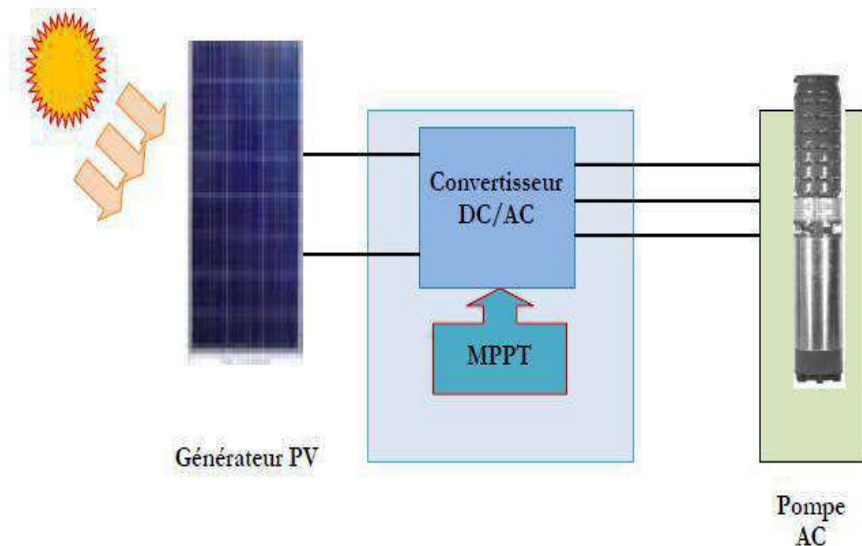 Convertisseur
DC/AC
MPPT
Générateur PV
Pompe
AC